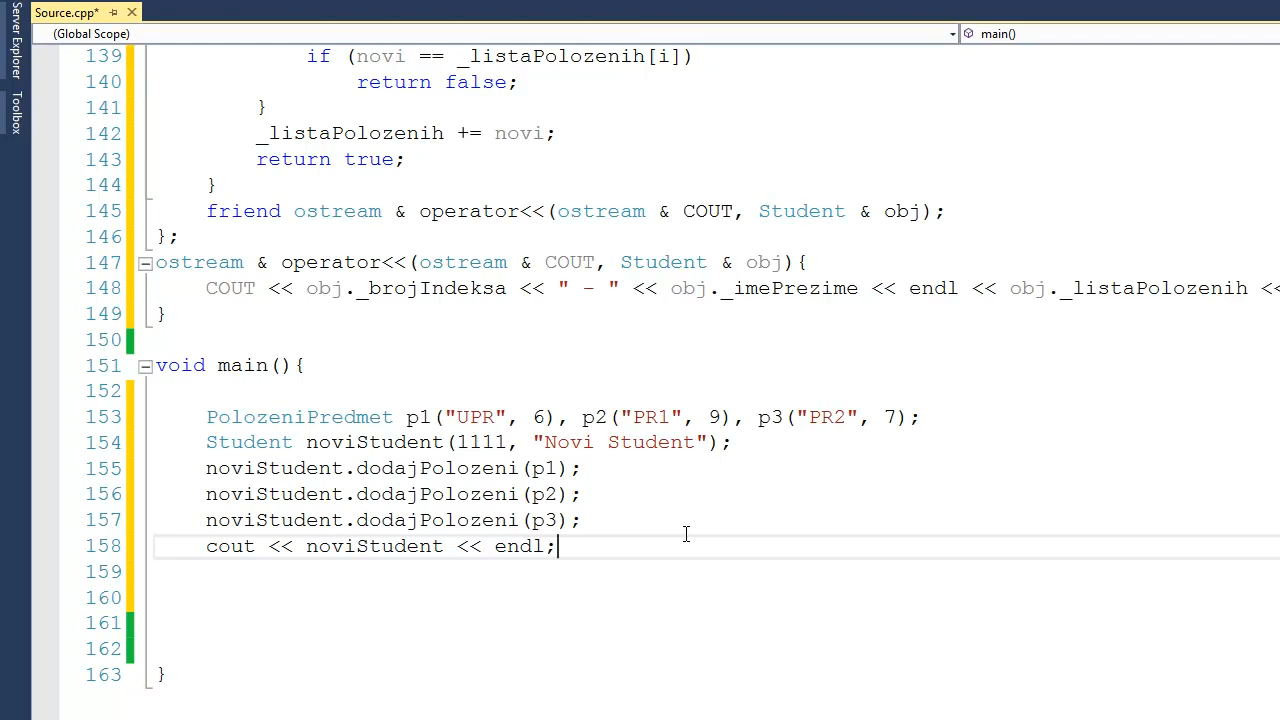 Source.cpp*
Server Explorer
Toolbox
(Global Scope)
main()
139 if (novi == _listaPolozenih[i])
140 return false;
141 }
142 _listaPolozenih += novi;
143 return true;
144 }
145 friend ostream & operator<<(ostream & COUT, Student & obj);
146 };
147 ostream & operator<<(ostream & COUT, Student & obj){
148 COUT << obj._brojIndeksa << " - " << obj._imePrezime << endl << obj._listaPolozenih <<
149 }
150
151 void main(){
152
153 PolozeniPredmet p1("UPR", 6), p2("PR1", 9), p3("PR2", 7);
154 Student noviStudent(1111, "Novi Student");
155 noviStudent.dodajPolozeni(p1);
156 noviStudent.dodajPolozeni(p2);
157 noviStudent.dodajPolozeni(p3);
158 cout << noviStudent << endl;
159
160
161
162
163 }